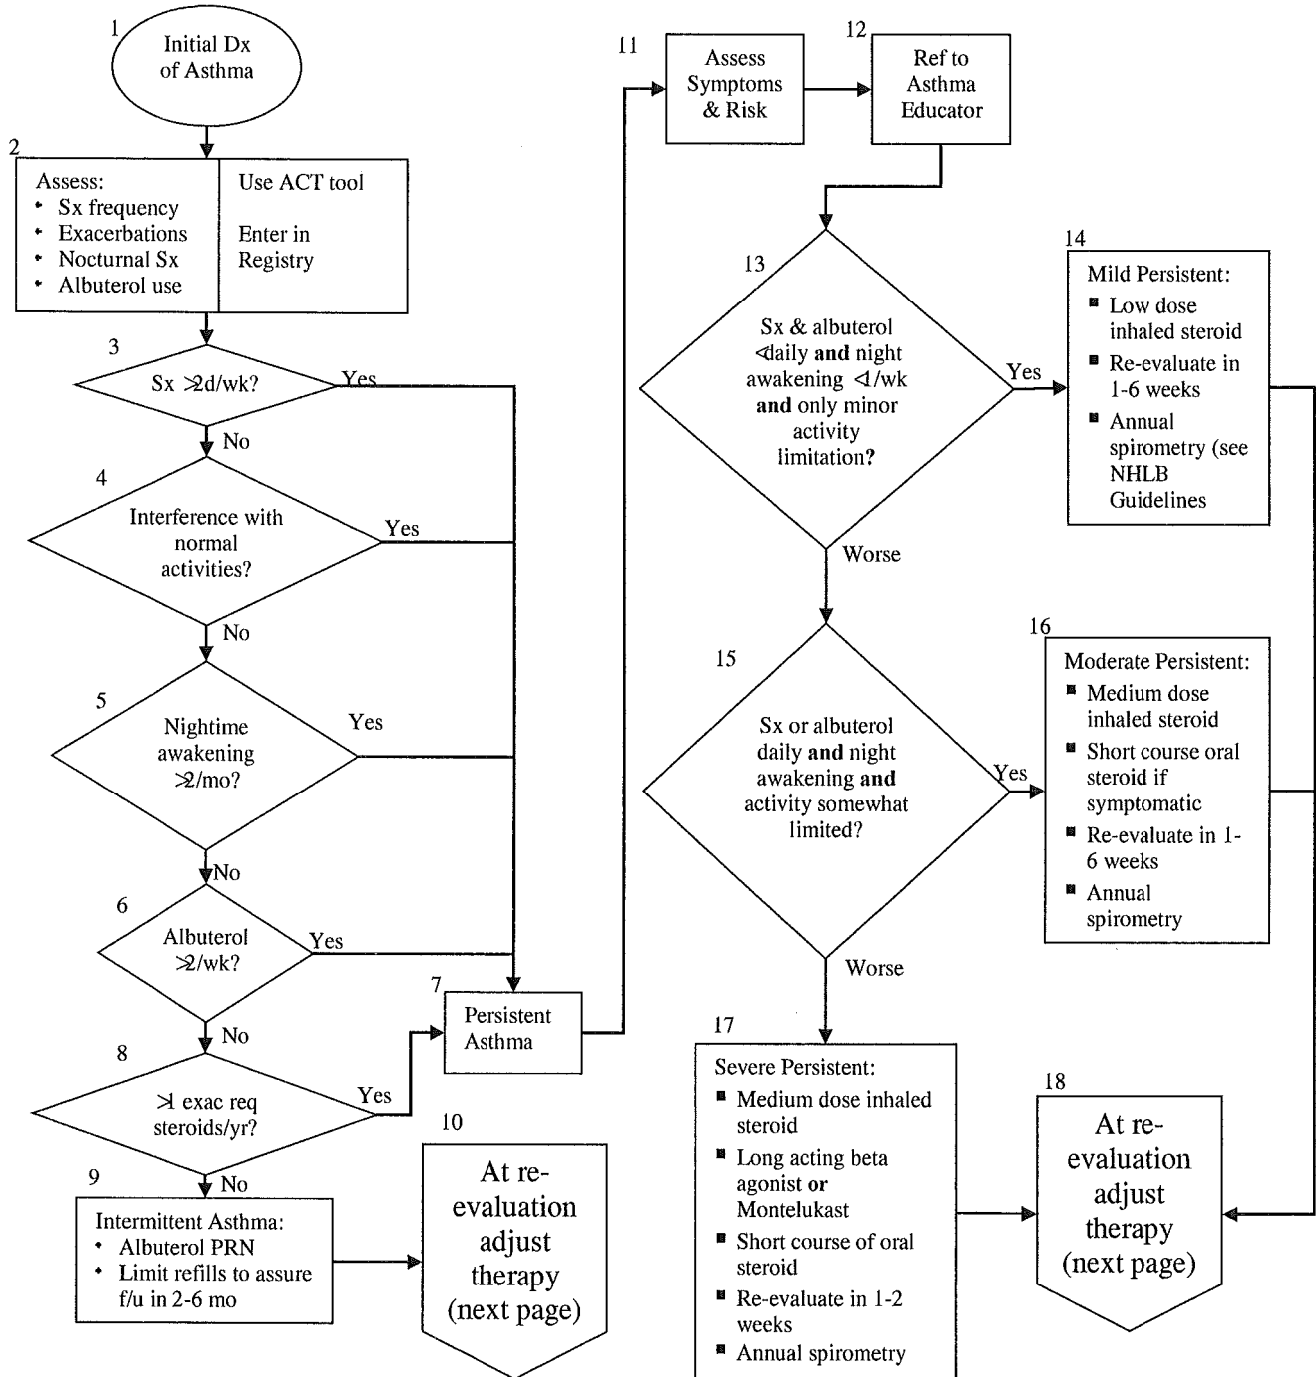 1
Initial Dx
of Asthma
2
Assess:
• Sx frequency
• Exacerbations
• Nocturnal Sx
• Albuterol use
Use ACT tool
Enter in
Registry
3
Sx >2d/wk?
Yes
No
4
Interference with
normal
activities?
Yes
No
5
Nightime
awakening
>2/mo?
Yes
No
6
Albuterol
>2/wk?
Yes
No
7
Persistent
Asthma
8
>1 exac req
steroids/yr?
Yes
No
9
Intermittent Asthma:
• Albuterol PRN
• Limit refills to assure
f/u in 2-6 mo
10
At re-
evaluation
adjust
therapy
(next page)
11
Assess
Symptoms
& Risk
12
Ref to
Asthma
Educator
13
Sx & albuterol
<daily and night
awakening <1/wk
and only minor
activity
limitation?
Yes
Worse
14
Mild Persistent:
■ Low dose
inhaled steroid
■ Re-evaluate in
1-6 weeks
■ Annual
spirometry (see
NHLB
Guidelines
15
Sx or albuterol
daily and night
awakening and
activity somewhat
limited?
Yes
Worse
16
Moderate Persistent:
■ Medium dose
inhaled steroid
■ Short course oral
steroid if
symptomatic
■ Re-evaluate in 1-
6 weeks
■ Annual
spirometry
17
Severe Persistent:
■ Medium dose inhaled
steroid
■ Long acting beta
agonist or
Montelukast
■ Short course of oral
steroid
■ Re-evaluate in 1-2
weeks
■ Annual spirometry
18
At re-
evaluation
adjust
therapy
(next page)